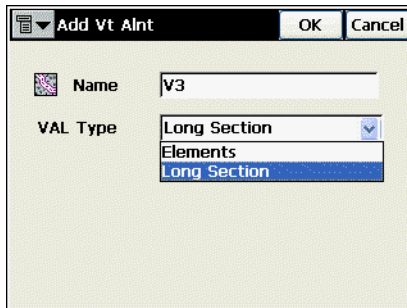 Add Vt Alnt OK Cancel
Name V3
VAL Type Long Section
Elements
Long Section